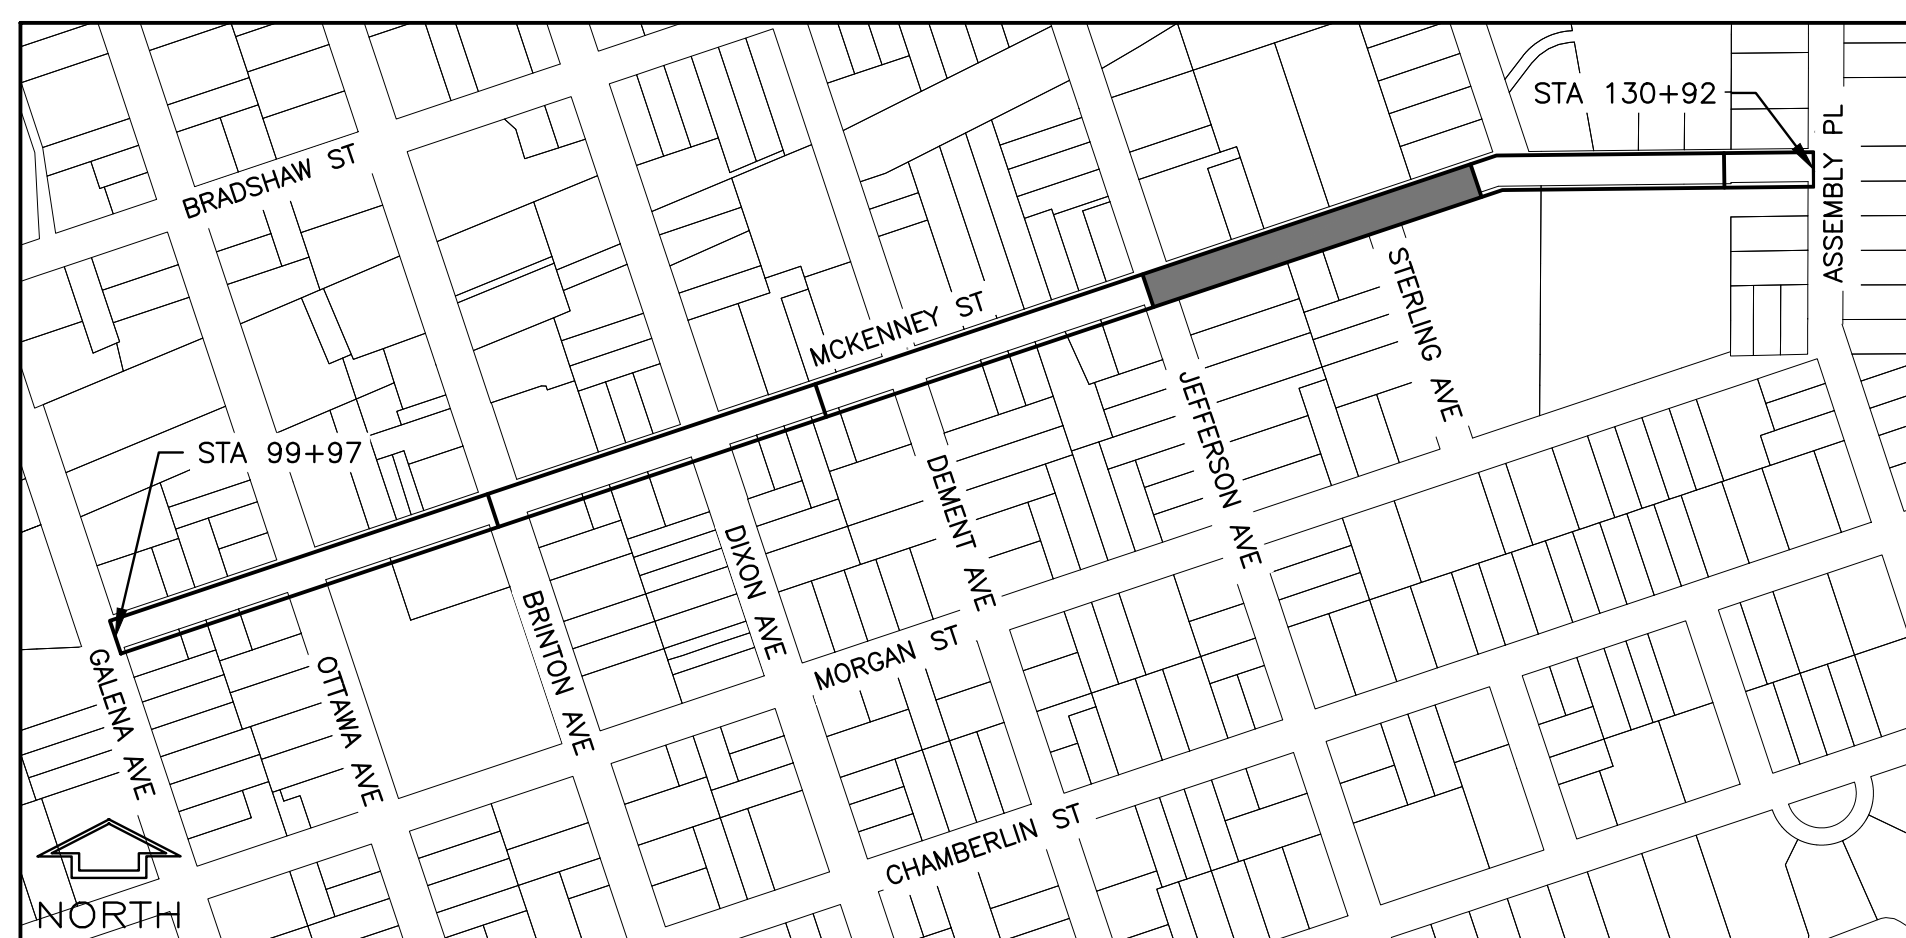 STA 130+92
ASSEMBLY PL
BRADSHAW ST
MCKENNEY ST
STERLING AVE
STA 99+97
JEFFERSON AVE
DEMENT AVE
DIXON AVE
BRINTON AVE
MORGAN ST
GALENA AVE
OTTAWA AVE
CHAMBERLIN ST
NORTH